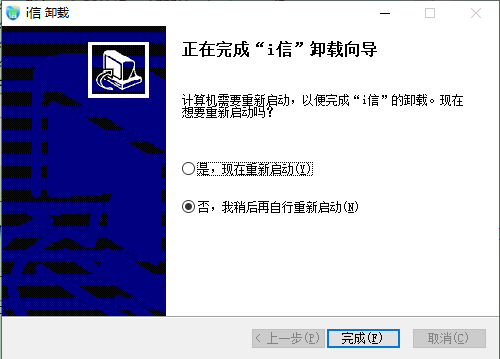 i信 卸载
正在完成“i信”卸载向导
计算机需要重新启动，以便完成“i信”的卸载。现在
想要重新启动吗？
是，现在重新启动(Y)
否，我稍后再自行重新启动(N)
< 上一步(P)
完成(F)
取消(C)